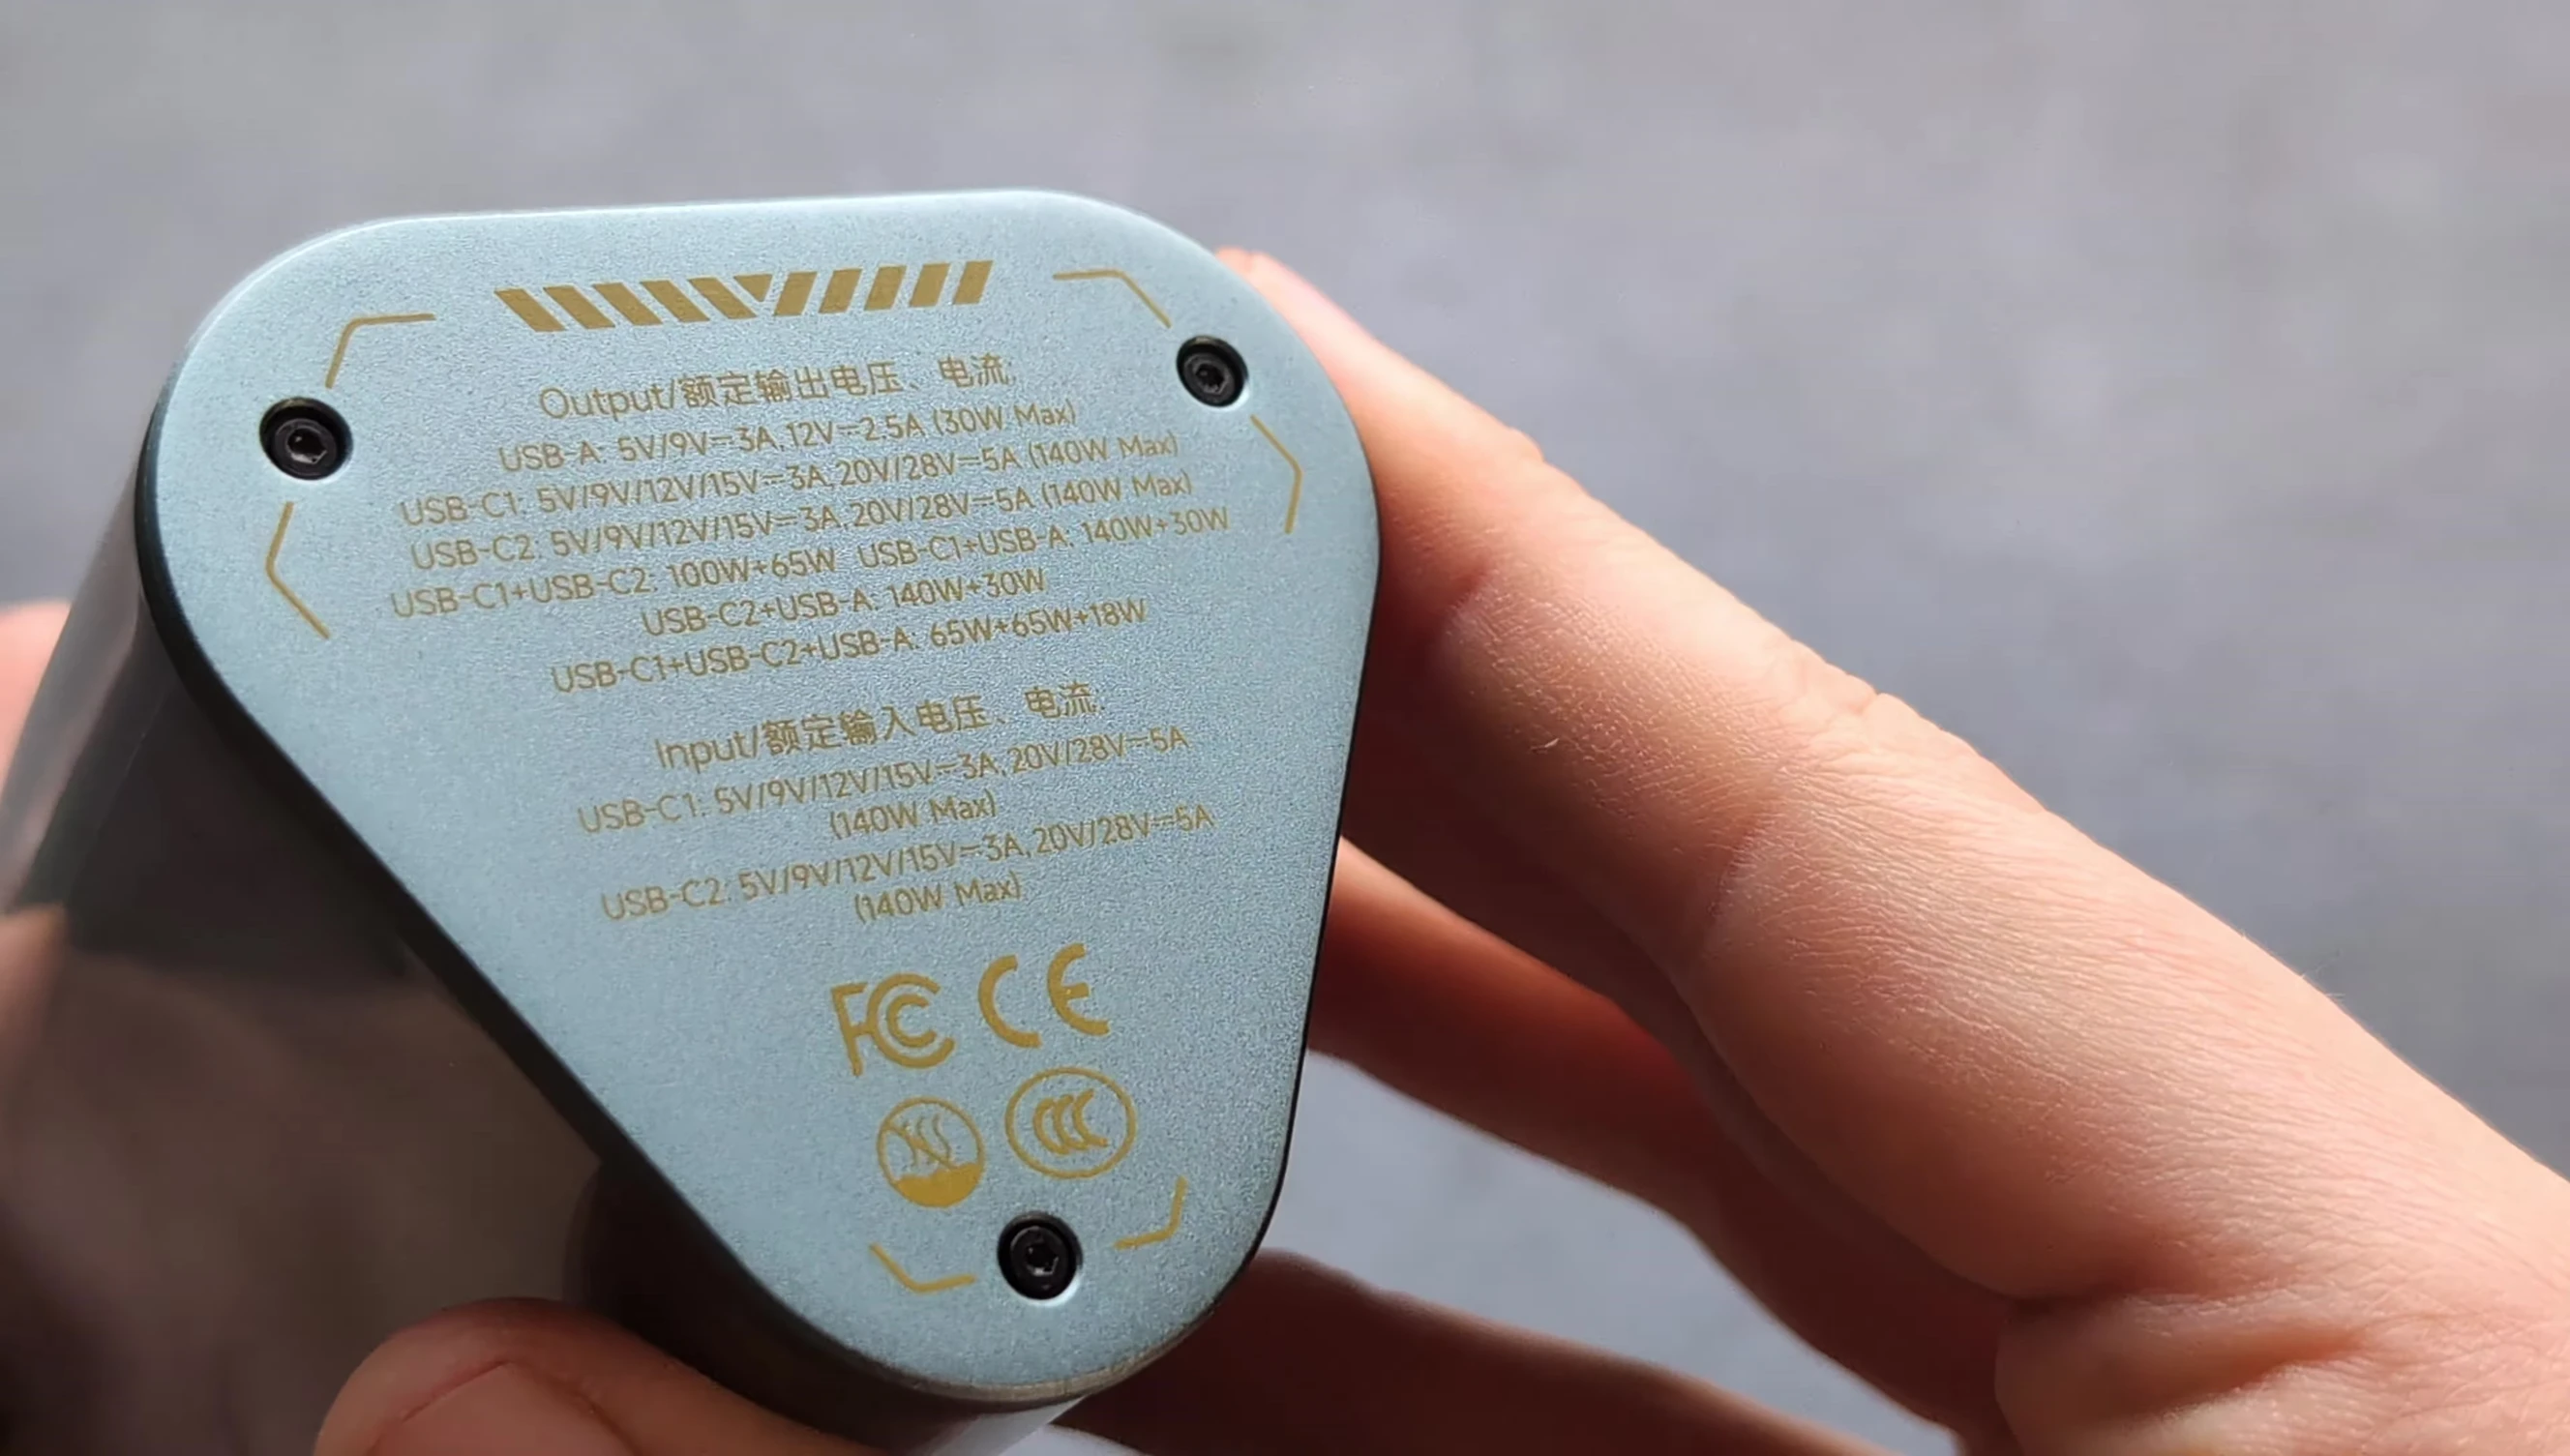 Output/额定输出电压、电流:
USB-A: 5V/9V⎓3A,12V⎓2.5A (30W Max)
USB-C1: 5V/9V/12V/15V⎓3A,20V/28V⎓5A (140W Max)
USB-C2: 5V/9V/12V/15V⎓3A,20V/28V⎓5A (140W Max)
USB-C1+USB-C2: 100W+65W USB-C1+USB-A: 140W+30W
USB-C2+USB-A: 140W+30W
USB-C1+USB-C2+USB-A: 65W+65W+18W
Input/额定输入电压、电流:
USB-C1: 5V/9V/12V/15V⎓3A,20V/28V⎓5A
(140W Max)
USB-C2: 5V/9V/12V/15V⎓3A,20V/28V⎓5A
(140W Max)
FC CE
CCC